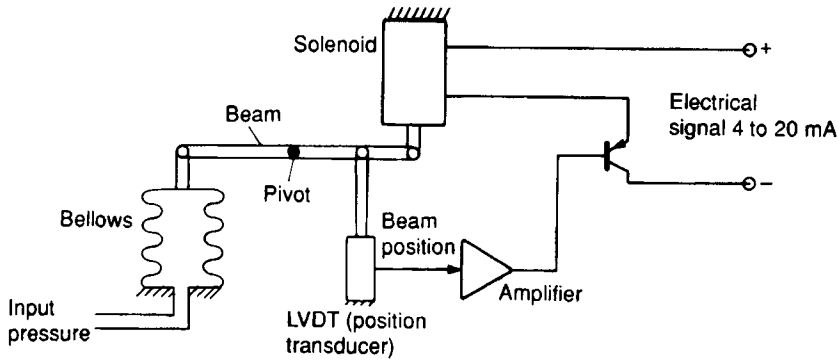 Solenoid
+
Beam
Electrical
signal 4 to 20 mA
Pivot
−
Bellows
Beam
position
Amplifier
Input
pressure
LVDT (position
transducer)